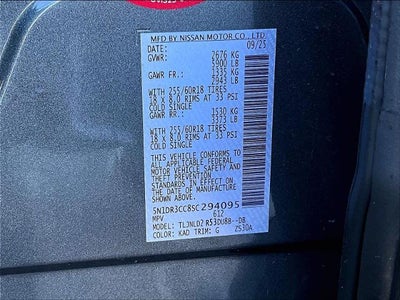 MFD BY NISSAN MOTOR CO., LTD.
DATE: 09/25
GVWR: 2676 KG
5900 LB
GAWR FR.: 1335 KG
2943 LB
WITH 255/60R18 TIRES
18 x 8.0 RIMS AT 33 PSI
COLD SINGLE
GAWR RR.: 1530 KG
3373 LB
WITH 255/60R18 TIRES
18 x 8.0 RIMS AT 33 PSI
COLD SINGLE
THIS VEHICLE CONFORMS TO
ALL APPLICABLE FEDERAL
MOTOR VEHICLE SAFETY AND
THEFT PREVENTION
STANDARDS IN EFFECT ON THE
DATE OF MANUFACTURE
5N1DR3CC8SC294095
MPV 612
MODEL: TLJNLDZ R53DUBB--DB
COLOR: KAD TRIM: G ZS30A